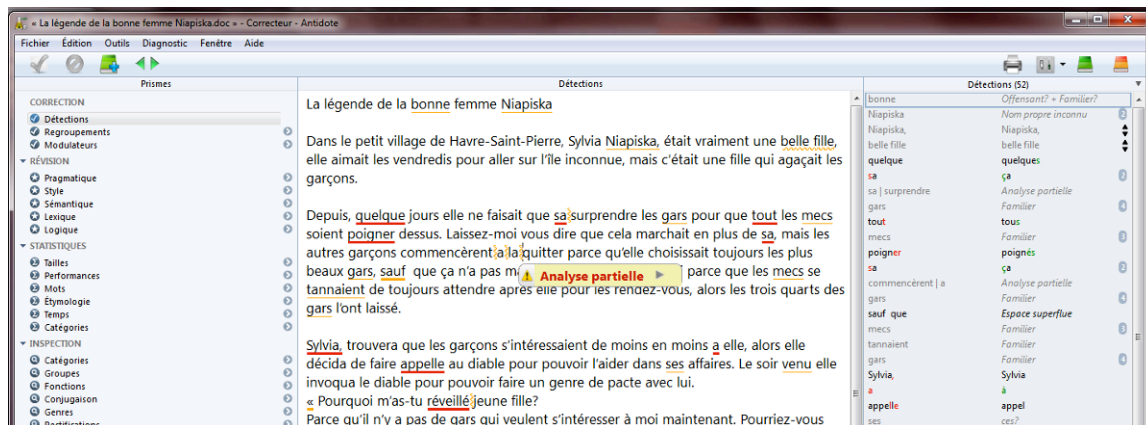 « La légende de la bonne femme Niapiska.doc » - Correcteur - Antidote
Fichier Édition Outils Diagnostic Fenêtre Aide
Prismes
CORRECTION
Détections
Regroupements
Modulateurs
RÉVISION
Pragmatique
Style
Sémantique
Lexique
Logique
STATISTIQUES
Tailles
Performances
Mots
Étymologie
Temps
Catégories
INSPECTION
Catégories
Groupes
Fonctions
Conjugaison
Genres
Rectifications
Détections
La légende de la bonne femme Niapiska
Dans le petit village de Havre-Saint-Pierre, Sylvia Niapiska, était vraiment une belle fille,
elle aimait les vendredis pour aller sur l'île inconnue, mais c'était une fille qui agaçait les
garçons.
Depuis, quelque jours elle ne faisait que sa surprendre les gars pour que tout les mecs
soient poigner dessus. Laissez-moi vous dire que cela marchait en plus de sa, mais les
autres garçons commencèrent a la quitter parce qu'elle choisissait toujours les plus
beaux gars, sauf  que ça n'a pas m
Analyse partielle
parce que les mecs se
tannaient de toujours attendre après elle pour les rendez-vous, alors les trois quarts des
gars l'ont laissé.
Sylvia, trouvera que les garçons s'intéressaient de moins en moins a elle, alors elle
décida de faire appelle au diable pour pouvoir l'aider dans ses affaires. Le soir venu elle
invoqua le diable pour pouvoir faire un genre de pacte avec lui.
« Pourquoi m'as-tu réveillé jeune fille?
Parce qu'il n'y a pas de gars qui veulent s'intéresser à moi maintenant. Pourriez-vous
Détections (52)
bonne Offensant? + Familier?
Niapiska Nom propre inconnu 2
Niapiska, Niapiska,
belle fille belle fille
quelque quelques
sa ça 2
sa | surprendre Analyse partielle
gars Familier 4
tout tous
mecs Familier 3
poigner poignés
sa ça 2
commencèrent | a Analyse partielle
gars Familier 4
sauf  que Espace superflue
mecs Familier 3
tannaient Familier
gars Familier 4
Sylvia, Sylvia
a à
appelle appel
ses ces?